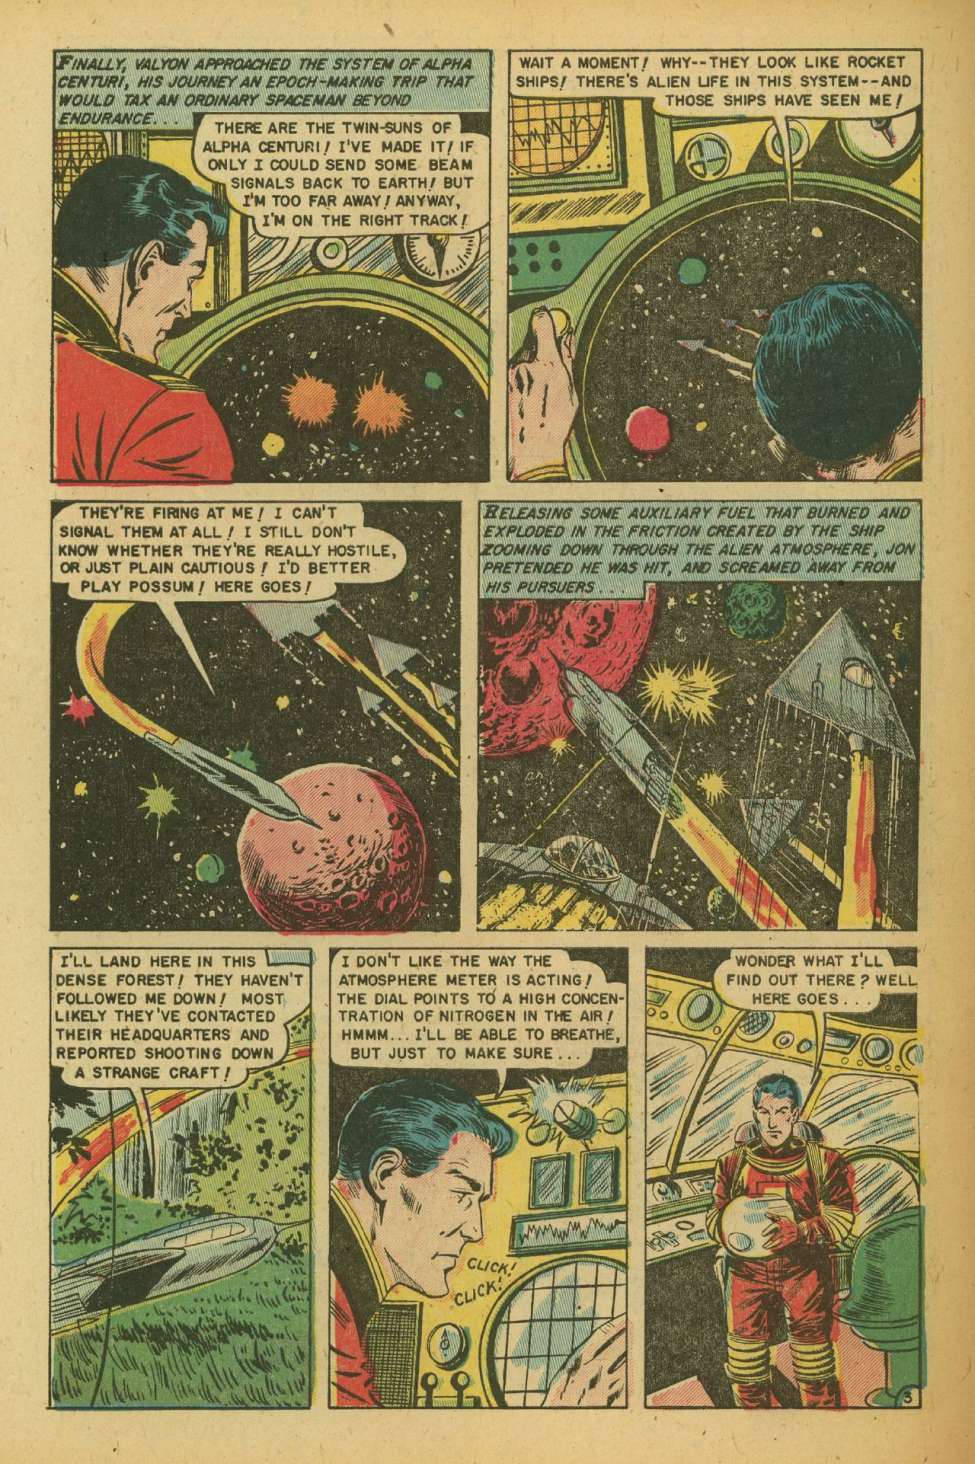 FINALLY, VALYON APPROACHED THE SYSTEM OF ALPHA
CENTURI, HIS JOURNEY AN EPOCH-MAKING TRIP THAT
WOULD TAX AN ORDINARY SPACEMAN BEYOND
ENDURANCE...
THERE ARE THE TWIN-SUNS OF
ALPHA CENTURI! I'VE MADE IT! IF
ONLY I COULD SEND SOME BEAM
SIGNALS BACK TO EARTH! BUT
I'M TOO FAR AWAY! ANYWAY,
I'M ON THE RIGHT TRACK!
WAIT A MOMENT! WHY--THEY LOOK LIKE ROCKET
SHIPS! THERE'S ALIEN LIFE IN THIS SYSTEM--AND
THOSE SHIPS HAVE SEEN ME!
THEY'RE FIRING AT ME! I CAN'T
SIGNAL THEM AT ALL! I STILL DON'T
KNOW WHETHER THEY'RE REALLY HOSTILE,
OR JUST PLAIN CAUTIOUS! I'D BETTER
PLAY POSSUM! HERE GOES!
RELEASING SOME AUXILIARY FUEL THAT BURNED AND
EXPLODED IN THE FRICTION CREATED BY THE SHIP
ZOOMING DOWN THROUGH THE ALIEN ATMOSPHERE, JON
PRETENDED HE WAS HIT, AND SCREAMED AWAY FROM
HIS PURSUERS...
I'LL LAND HERE IN THIS
DENSE FOREST! THEY HAVEN'T
FOLLOWED ME DOWN! MOST
LIKELY THEY'VE CONTACTED
THEIR HEADQUARTERS AND
REPORTED SHOOTING DOWN
A STRANGE CRAFT!
I DON'T LIKE THE WAY THE
ATMOSPHERE METER IS ACTING!
THE DIAL POINTS TO A HIGH CONCEN-
TRATION OF NITROGEN IN THE AIR!
HMMM... I'LL BE ABLE TO BREATHE,
BUT JUST TO MAKE SURE...
CLICK!
CLICK!
WONDER WHAT I'LL
FIND OUT THERE? WELL
HERE GOES...
3